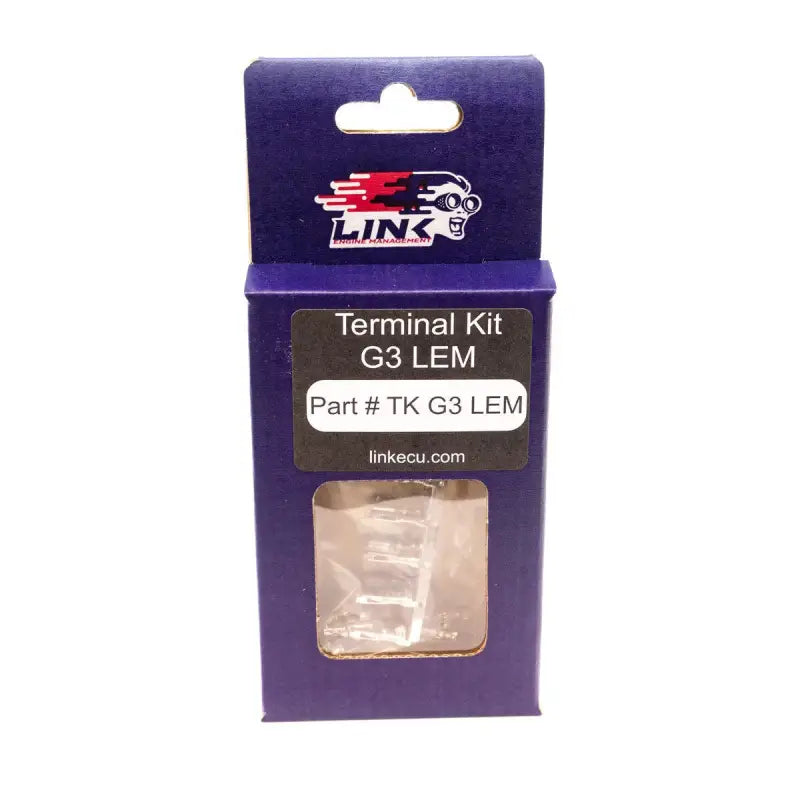 LINK
ENGINE MANAGEMENT
Terminal Kit
G3 LEM
Part # TK G3 LEM
linkecu.com